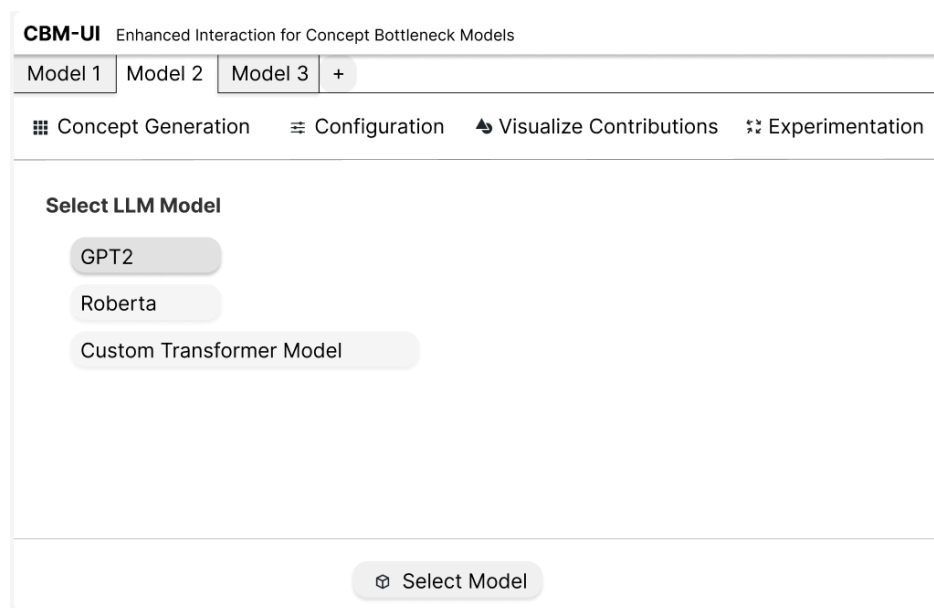 CBM-UI Enhanced Interaction for Concept Bottleneck Models
Model 1 Model 2 Model 3 +
Concept Generation Configuration Visualize Contributions Experimentation
Select LLM Model
GPT2
Roberta
Custom Transformer Model
Select Model